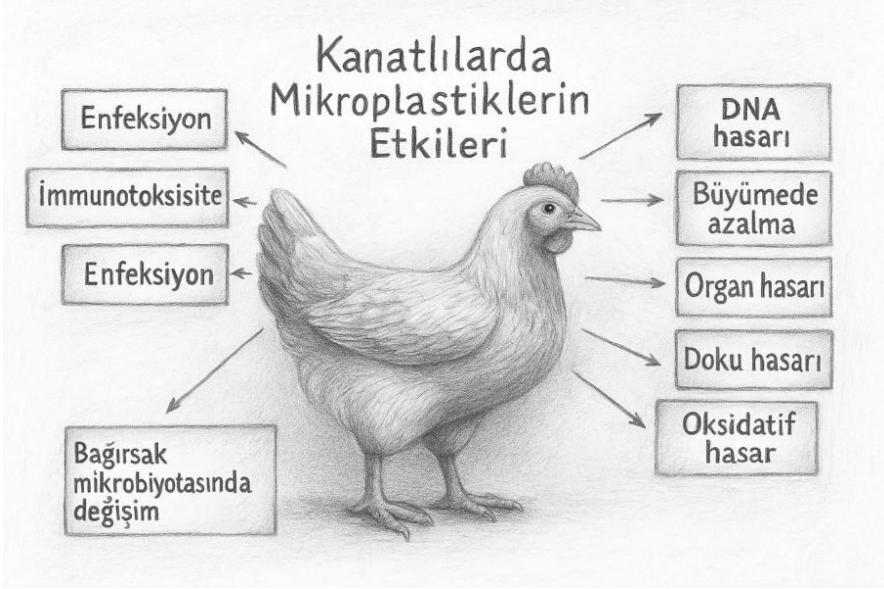 Kanatlılarda
Mikroplastiklerin
Etkileri
Enfeksiyon
İmmunotoksisite
Enfeksiyon
Bağırsak
mikrobiyotasında
değişim
DNA
hasarı
Büyümede
azalma
Organ hasarı
Doku hasarı
Oksidatif
hasar